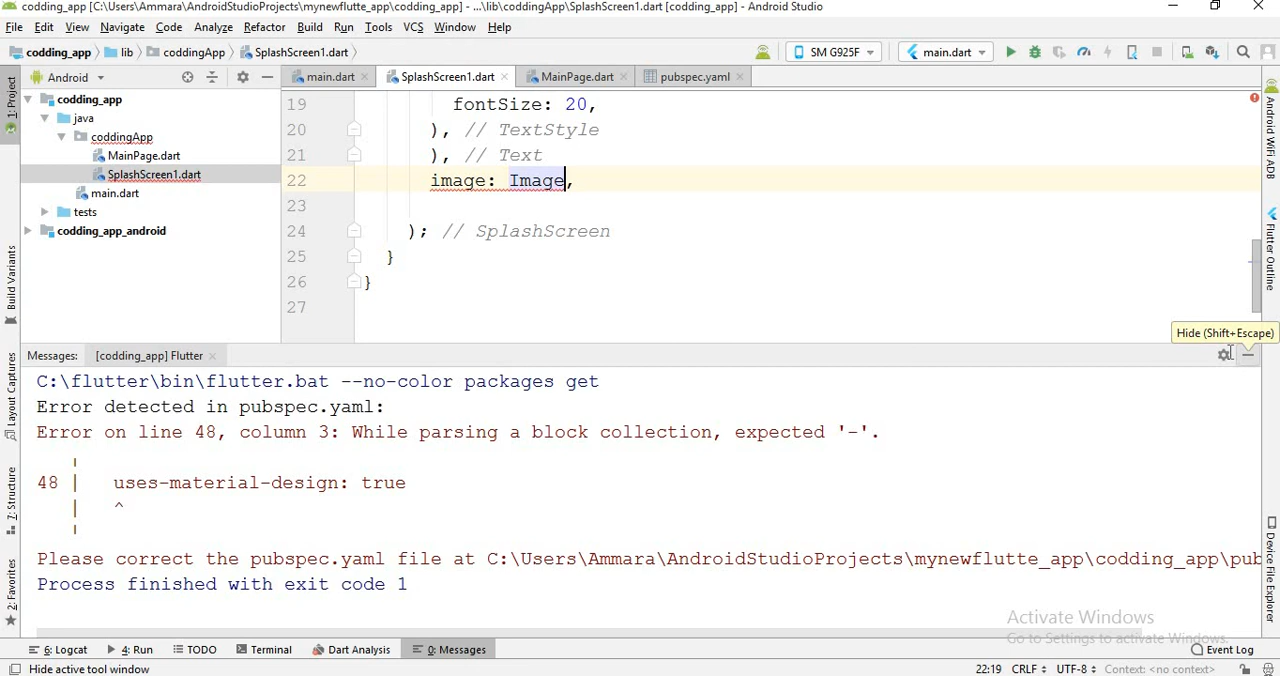 codding_app [C:\Users\Ammara\AndroidStudioProjects\mynewflutte_app\codding_app] - ...\lib\coddingApp\SplashScreen1.dart [codding_app] - Android Studio
File Edit View Navigate Code Analyze Refactor Build Run Tools VCS Window Help
codding_app lib coddingApp SplashScreen1.dart SM G925F main.dart
1: Project
Android
main.dart SplashScreen1.dart MainPage.dart pubspec.yaml
codding_app
java
coddingApp
MainPage.dart
SplashScreen1.dart
main.dart
tests
codding_app_android
19 fontSize: 20,
20 ), // TextStyle
21 ), // Text
22 image: Image,
23
24 ); // SplashScreen
25 }
26 }
27
Android WiFi ADB
Flutter Outline
Device File Explorer
Build Variants
Layout Captures
Z: Structure
2: Favorites
Hide (Shift+Escape)
Messages: [codding_app] Flutter
C:\flutter\bin\flutter.bat --no-color packages get
Error detected in pubspec.yaml:
Error on line 48, column 3: While parsing a block collection, expected '-'.
48 | uses-material-design: true
| ^
Please correct the pubspec.yaml file at C:\Users\Ammara\AndroidStudioProjects\mynewflutte_app\codding_app\pub
Process finished with exit code 1
Activate Windows
Go to Settings to activate Windows.
6: Logcat 4: Run TODO Terminal Dart Analysis 0: Messages Event Log
Hide active tool window 22:19 CRLF UTF-8 Context: <no context>